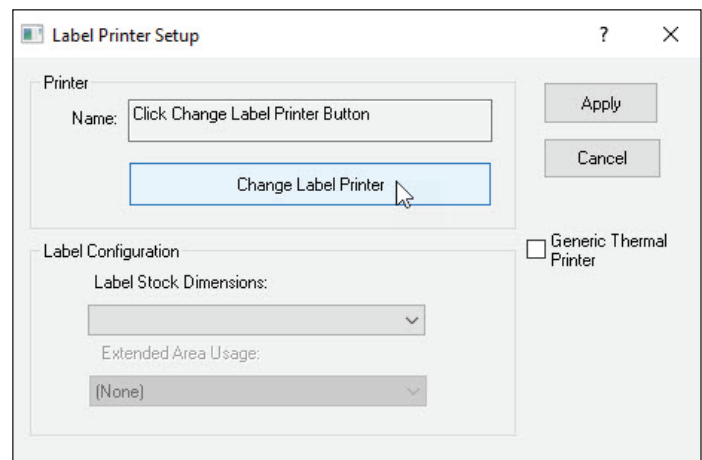 Label Printer Setup
?
Printer
Name:
Click Change Label Printer Button
Change Label Printer
Apply
Cancel
Generic Thermal
Printer
Label Configuration
Label Stock Dimensions:
Extended Area Usage:
(None)